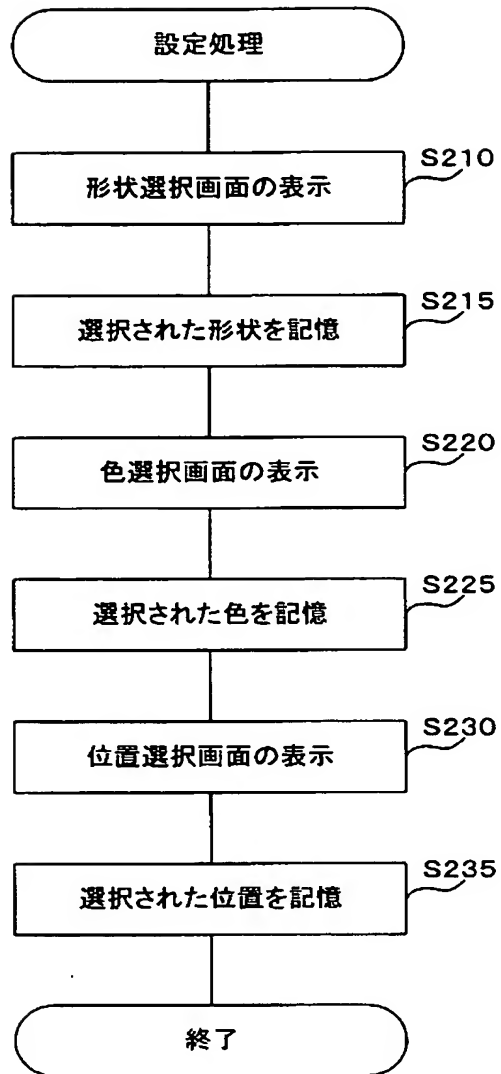 設定処理
S210
形状選択画面の表示
S215
選択された形状を記憶
S220
色選択画面の表示
S225
選択された色を記憶
S230
位置選択画面の表示
S235
選択された位置を記憶
終了